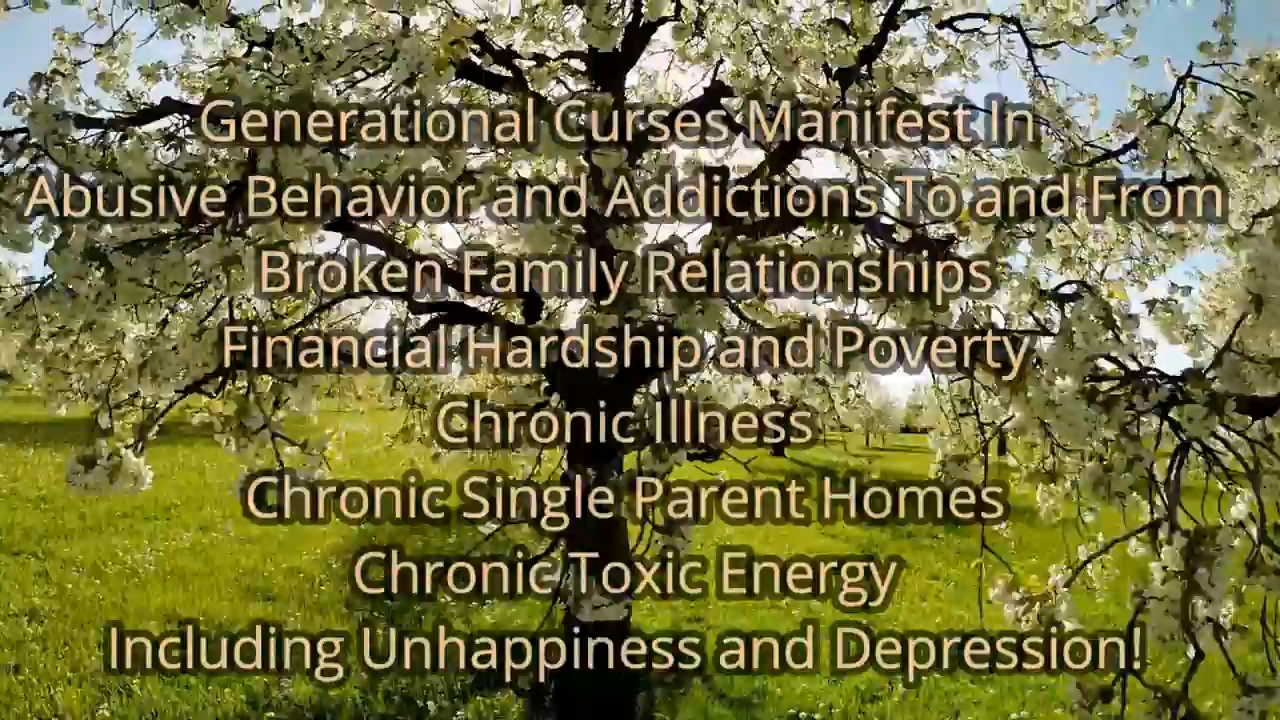 Generational Curses Manifest In
Abusive Behavior and Addictions To and From
Broken Family Relationships
Financial Hardship and Poverty
Chronic Illness
Chronic Single Parent Homes
Chronic Toxic Energy
Including Unhappiness and Depression!